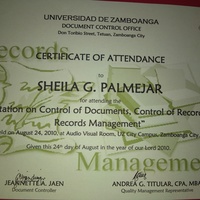 UNIVERSIDAD DE ZAMBOANGA
DOCUMENT CONTROL OFFICE
Don Toribio Street, Tetuan, Zamboanga City
Records
CERTIFICATE OF ATTENDANCE
to
SHEILA G. PALMEJAR
for attending the
tation on Control of Documents, Control of Record
Records Management"
ld on August 24, 2010, at Audio Visual Room, UZ City Campus, Zamboanga City
Given this 24th day of August in the year of our Lord 2010.
Management
JEANNETTE A. JAEN
Document Controller
ANDREA G. TITULAR, CPA, MBA
Quality Management Representative